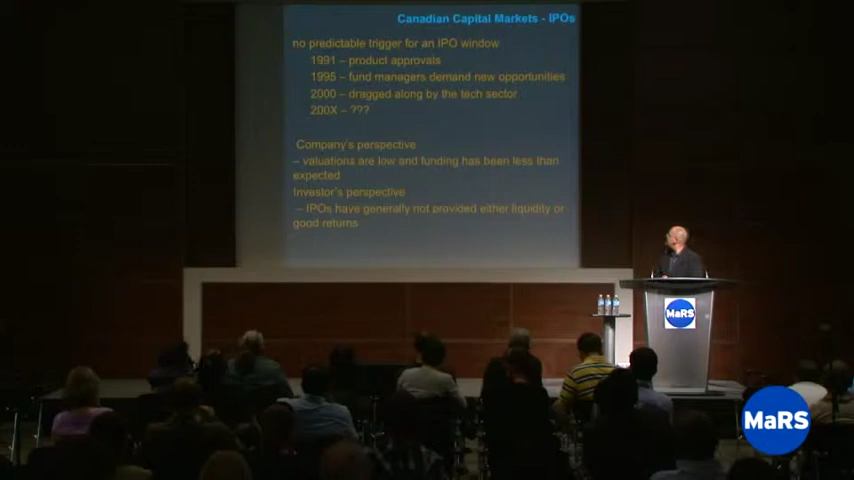 Canadian Capital Markets - IPOs
no predictable trigger for an IPO window
1991 – product approvals
1995 – fund managers demand new opportunities
2000 – dragged along by the tech sector
200X – ???
Company's perspective
– valuations are low and funding has been less than
expected
Investor's perspective
– IPOs have generally not provided either liquidity or
good returns
MaRS
MaRS